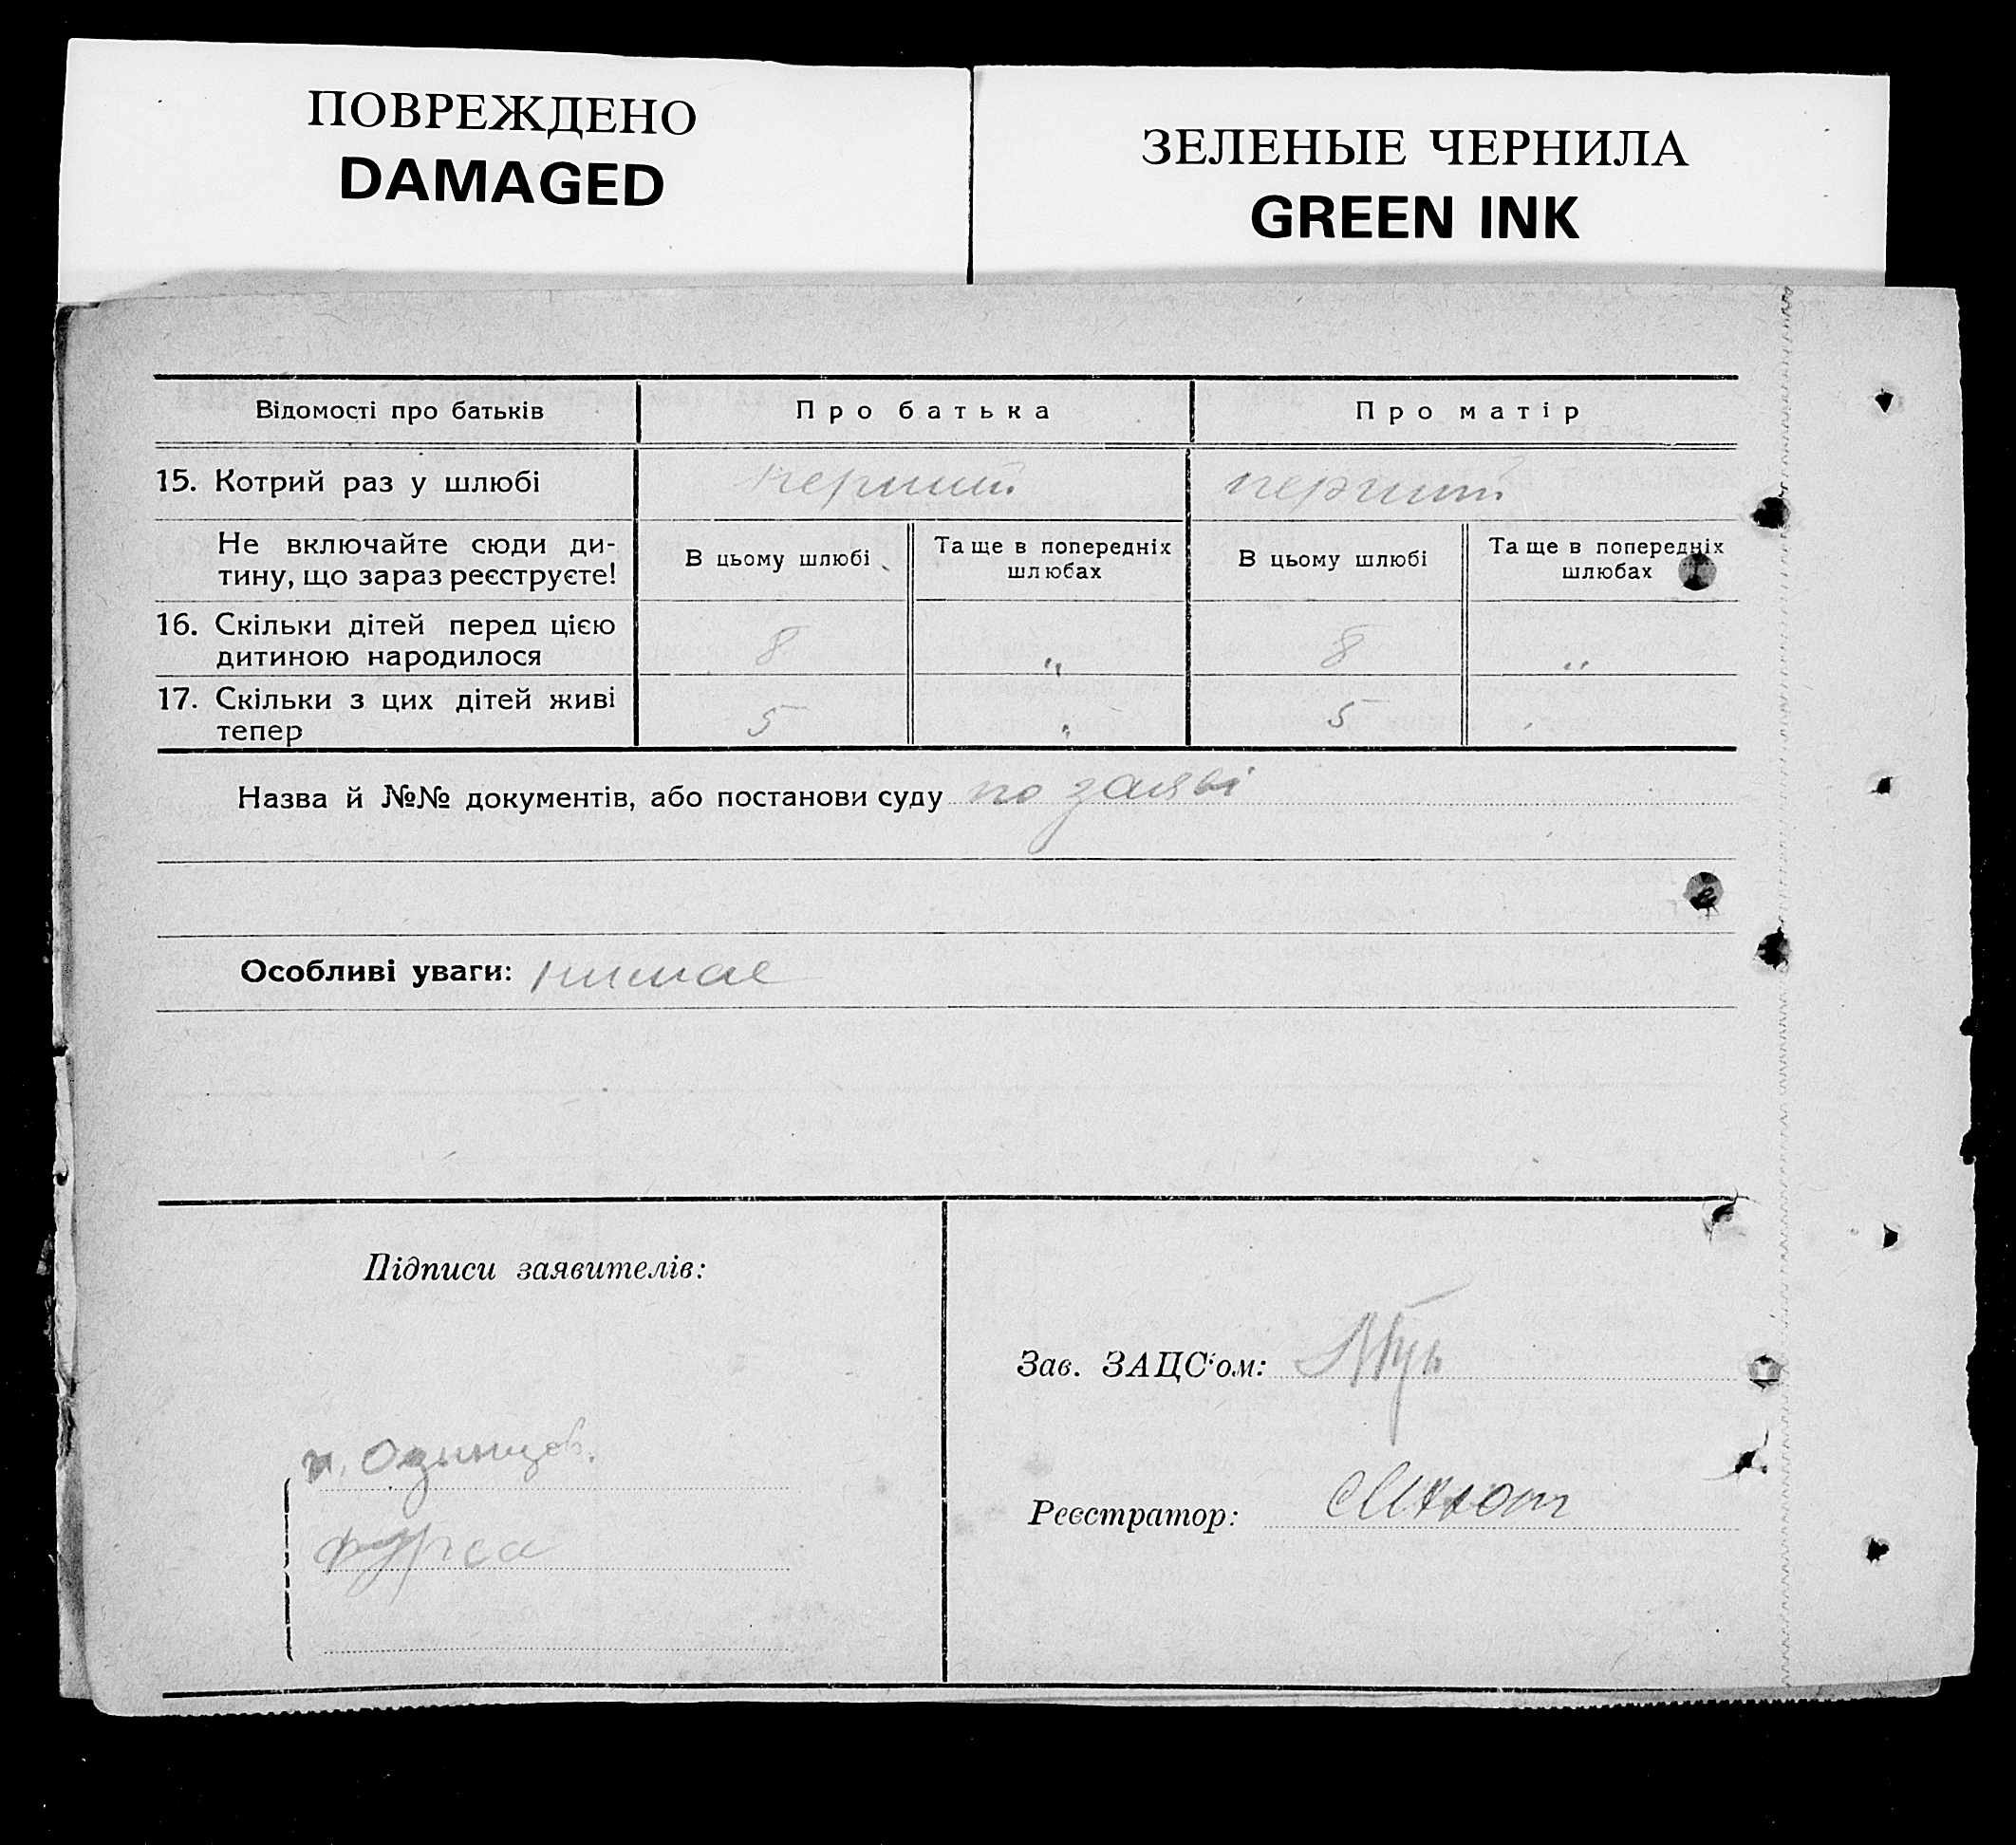 ПОВРЕЖДЕНО
DAMAGED
ЗЕЛЕНЫЕ ЧЕРНИЛА
GREEN INK
Відомості про батьків
Про батька
Про матір
15. Котрий раз у шлюбі
перший
перший
Не включайте сюди ди-
тину, що зараз реєструєте!
В цьому шлюбі
Та ще в попередніх
шлюбах
В цьому шлюбі
Та ще в попередніх
шлюбах
16. Скільки дітей перед цією
дитиною народилося
8
"
8
"
17. Скільки з цих дітей живі
тепер
5
"
5
Назва й №№ документів, або постанови суду по заяві
Особливі уваги: нимае
Підписи заявителів:
Зав. ЗАЦС'ом:
Реєстратор: